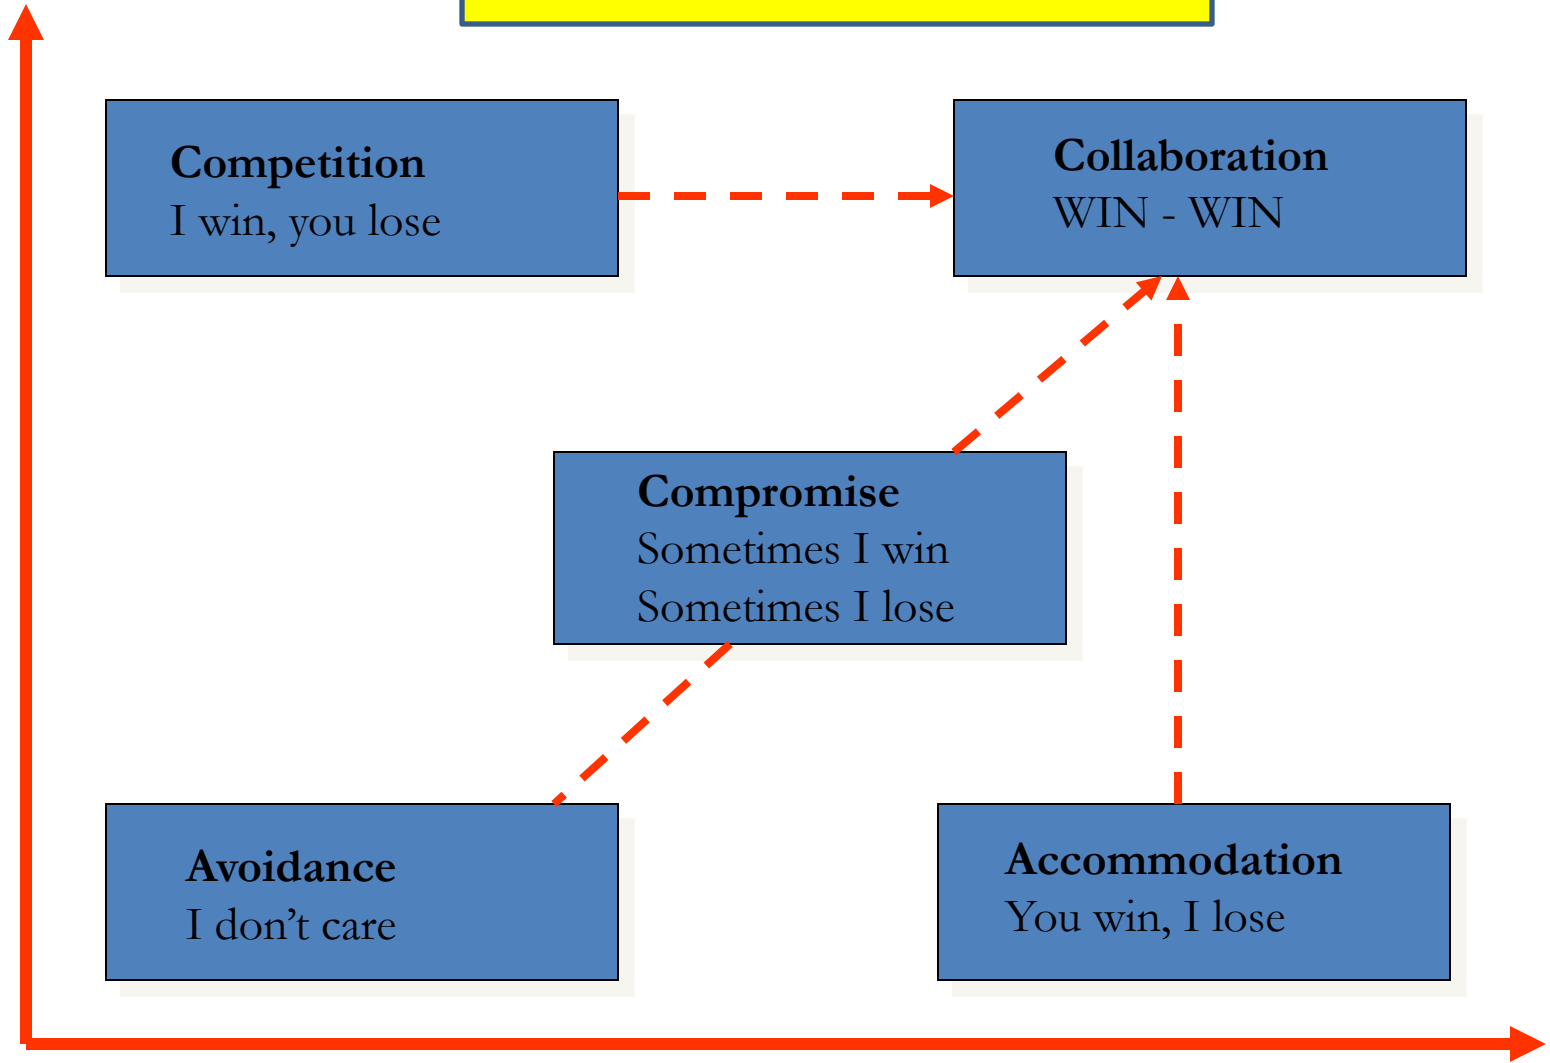 Competition
I win, you lose
Collaboration
WIN - WIN
Compromise
Sometimes I win
Sometimes I lose
Avoidance
I don’t care
Accommodation
You win, I lose